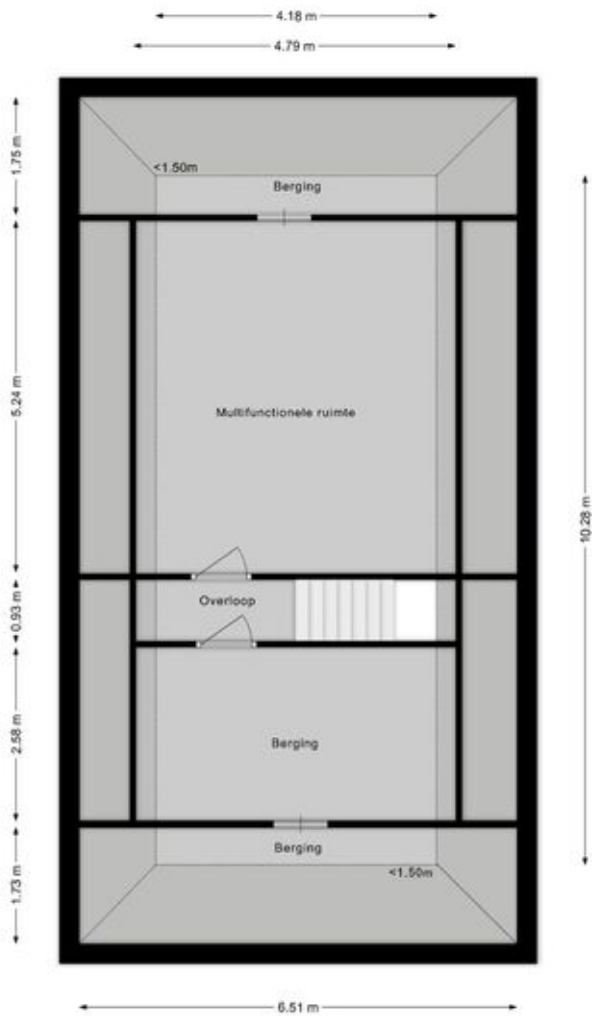 4.18 m
4.79 m
1.75 m
<1.50m
Berging
5.24 m
Multifunctionele ruimte
10.28 m
0.93 m
Overloop
2.58 m
Berging
Berging
1.73 m
<1.50m
6.51 m